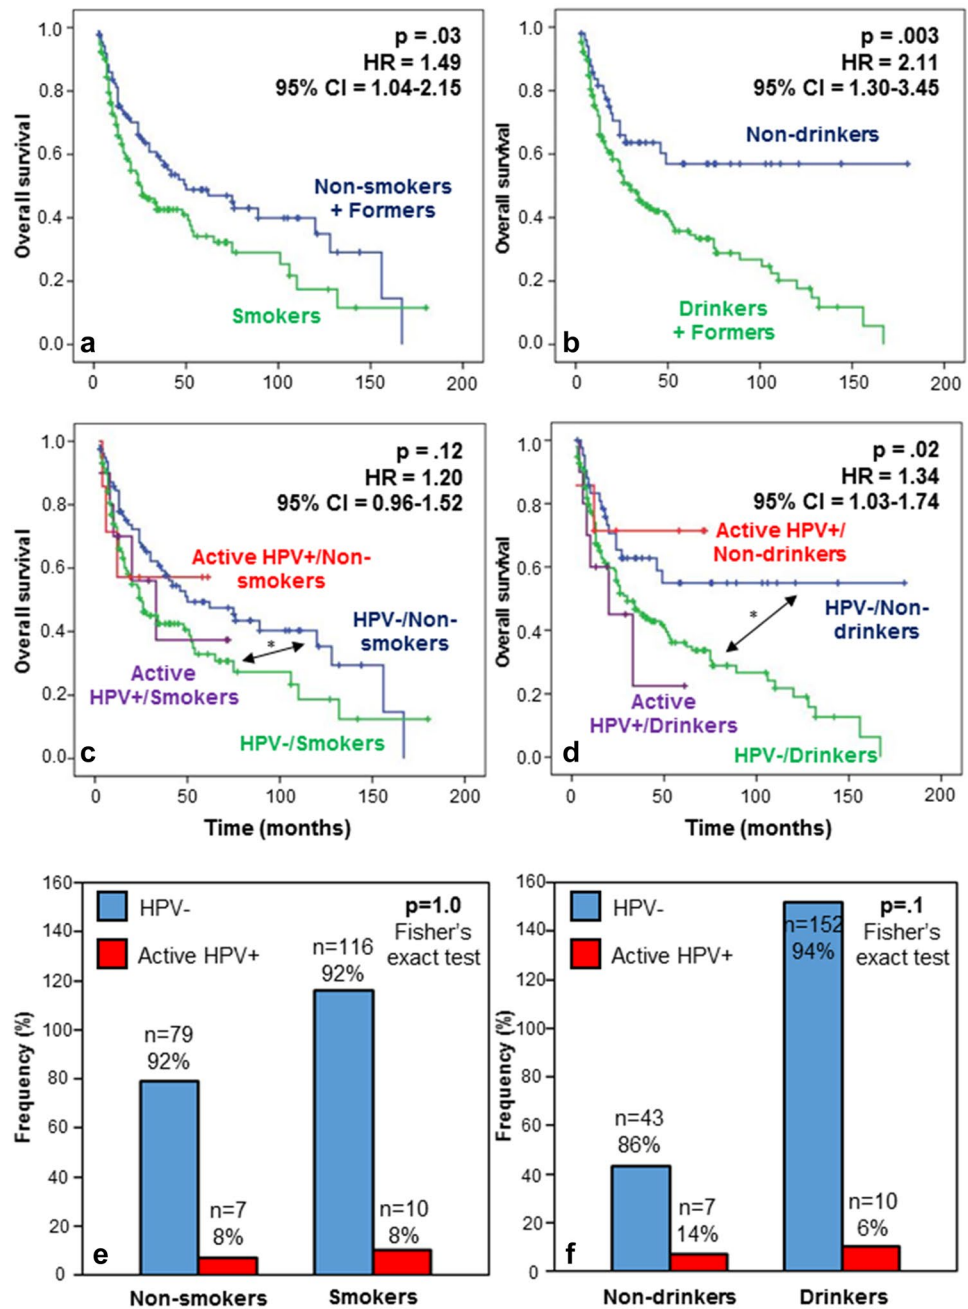 p = .03
HR = 1.49
95% CI = 1.04-2.15
Overall survival
1.0
0.8
0.6
0.4
0.2
0.0
Non-smokers
+ Formers
Smokers
a
0
50
100
150
200
p = .003
HR = 2.11
95% CI = 1.30-3.45
Overall survival
1.0
0.8
0.6
0.4
0.2
0.0
Non-drinkers
Drinkers
+ Formers
b
0
50
100
150
200
p = .12
HR = 1.20
95% CI = 0.96-1.52
Overall survival
1.0
0.8
0.6
0.4
0.2
0.0
Active HPV+/Non-
smokers
HPV-/Non-
smokers
*
Active
HPV+/Smokers
HPV-/Smokers
c
0
50
100
150
200
Time (months)
p = .02
HR = 1.34
95% CI = 1.03-1.74
Overall survival
1.0
0.8
0.6
0.4
0.2
0.0
Active HPV+/
Non-drinkers
HPV-/Non-
drinkers
*
Active
HPV+/Drinkers
HPV-/Drinkers
d
0
50
100
150
200
Time (months)
Frequency (%)
160
140
120
100
80
60
40
20
0
HPV-
Active HPV+
p=1.0
Fisher's
exact test
n=79
92%
n=7
8%
n=116
92%
n=10
8%
e
Non-smokers
Smokers
Frequency (%)
160
140
120
100
80
60
40
20
0
HPV-
Active HPV+
p=.1
Fisher's
exact test
n=43
86%
n=7
14%
n=152
94%
n=10
6%
f
Non-drinkers
Drinkers